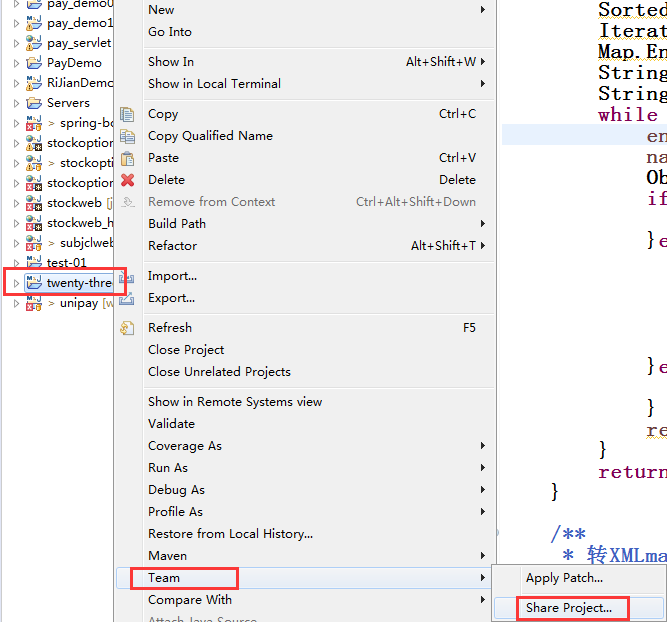 pay_demo0
pay_demo1
pay_servlet
PayDemo
RiJianDemo
Servers
> spring-bo
stockoption
> stockopti
stockoption
stockweb [j
stockweb_h
> subjclweb
test-01
twenty-thre
> unipay [w
New
Go Into
Show In Alt+Shift+W
Show in Local Terminal
Copy Ctrl+C
Copy Qualified Name
Paste Ctrl+V
Delete Delete
Remove from Context Ctrl+Alt+Shift+Down
Build Path
Refactor Alt+Shift+T
Import...
Export...
Refresh F5
Close Project
Close Unrelated Projects
Show in Remote Systems view
Validate
Coverage As
Run As
Debug As
Profile As
Restore from Local History...
Maven
Team
Compare With
Attach Java Source
Apply Patch...
Share Project...
Sorted
Iterat
Map.En
String
String
while
en
na
Ob
if
}e
}e
}
re
}
return
}
/**
* 转XMLma